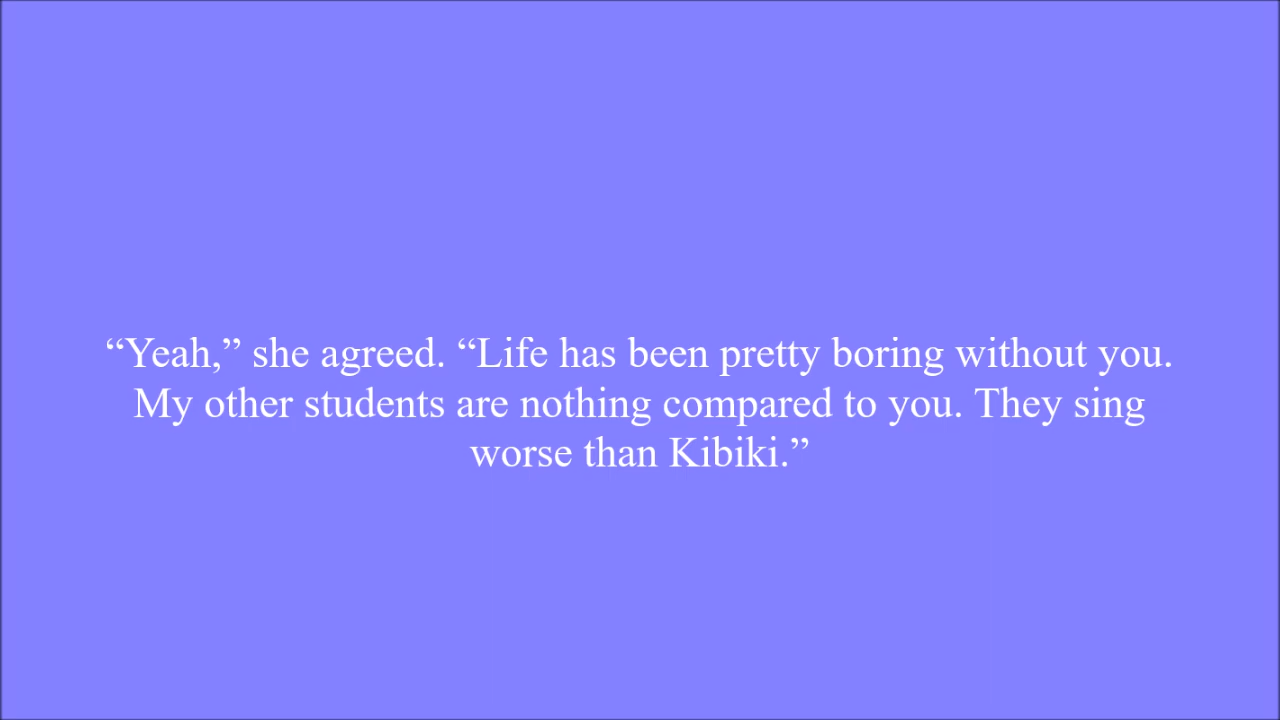 “Yeah,” she agreed. “Life has been pretty boring without you.
My other students are nothing compared to you. They sing
worse than Kibiki.”